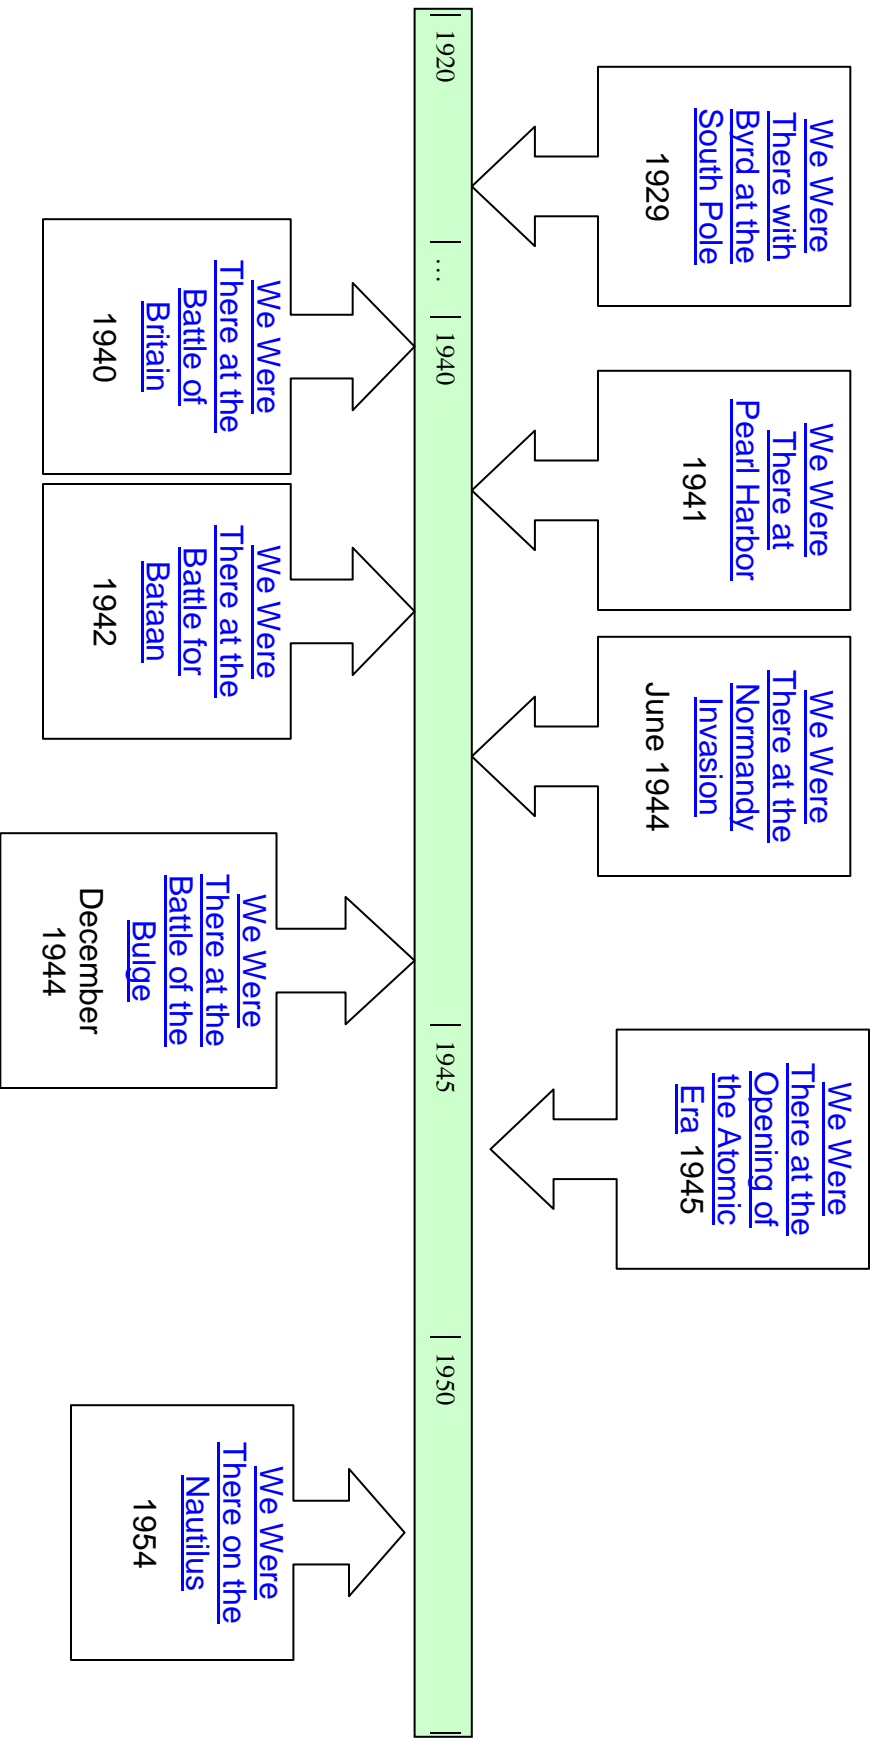 We Were
There with
Byrd at the
South Pole
1929
We Were
There at
Pearl Harbor
1941
We Were
There at the
Normandy
Invasion
June 1944
We Were
There at the
Opening of
the Atomic
Era 1945
| 1920
| …
| 1940
| 1945
| 1950
|
We Were
There at the
Battle of
Britain
1940
We Were
There at the
Battle for
Bataan
1942
We Were
There at the
Battle of the
Bulge
December
1944
We Were
There on the
Nautilus
1954